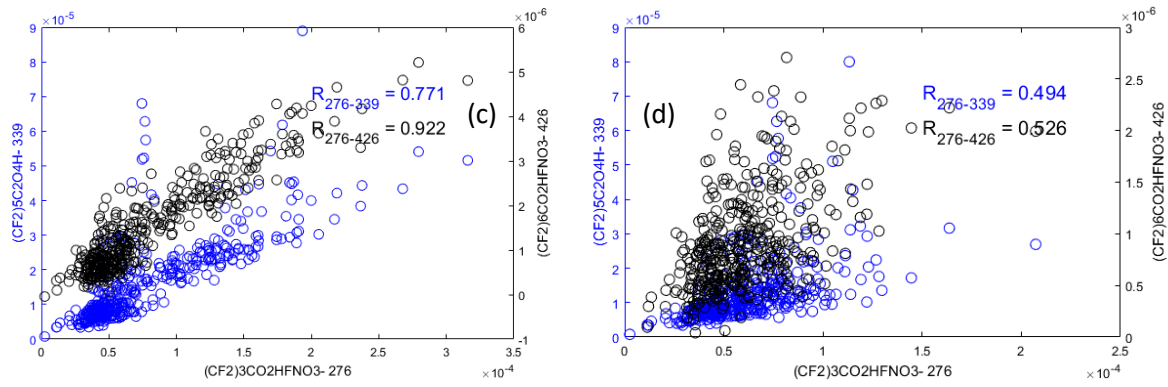 (c)
×10⁻⁵
×10⁻⁶
9
8
7
6
5
4
3
2
1
0
6
5
4
3
2
1
0
-1
R276-339 = 0.771
R276-426 = 0.922
(CF2)5C2O4H- 339
(CF2)6CO2HFNO3- 426
0 0.5 1 1.5 2 2.5 3 3.5
(CF2)3CO2HFNO3- 276
×10⁻⁴
(d)
×10⁻⁵
×10⁻⁶
9
8
7
6
5
4
3
2
1
0
3
2.5
2
1.5
1
0.5
0
R276-339 = 0.494
R276-426 = 0.526
(CF2)5C2O4H- 339
(CF2)6CO2HFNO3- 426
0 0.5 1 1.5 2 2.5
(CF2)3CO2HFNO3- 276
×10⁻⁴